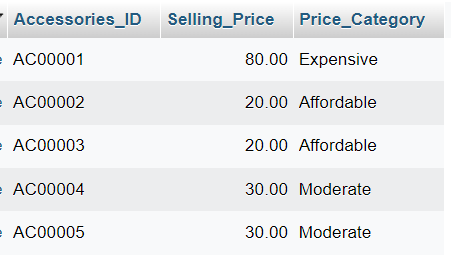 Accessories_ID Selling_Price Price_Category
AC00001 80.00 Expensive
AC00002 20.00 Affordable
AC00003 20.00 Affordable
AC00004 30.00 Moderate
AC00005 30.00 Moderate